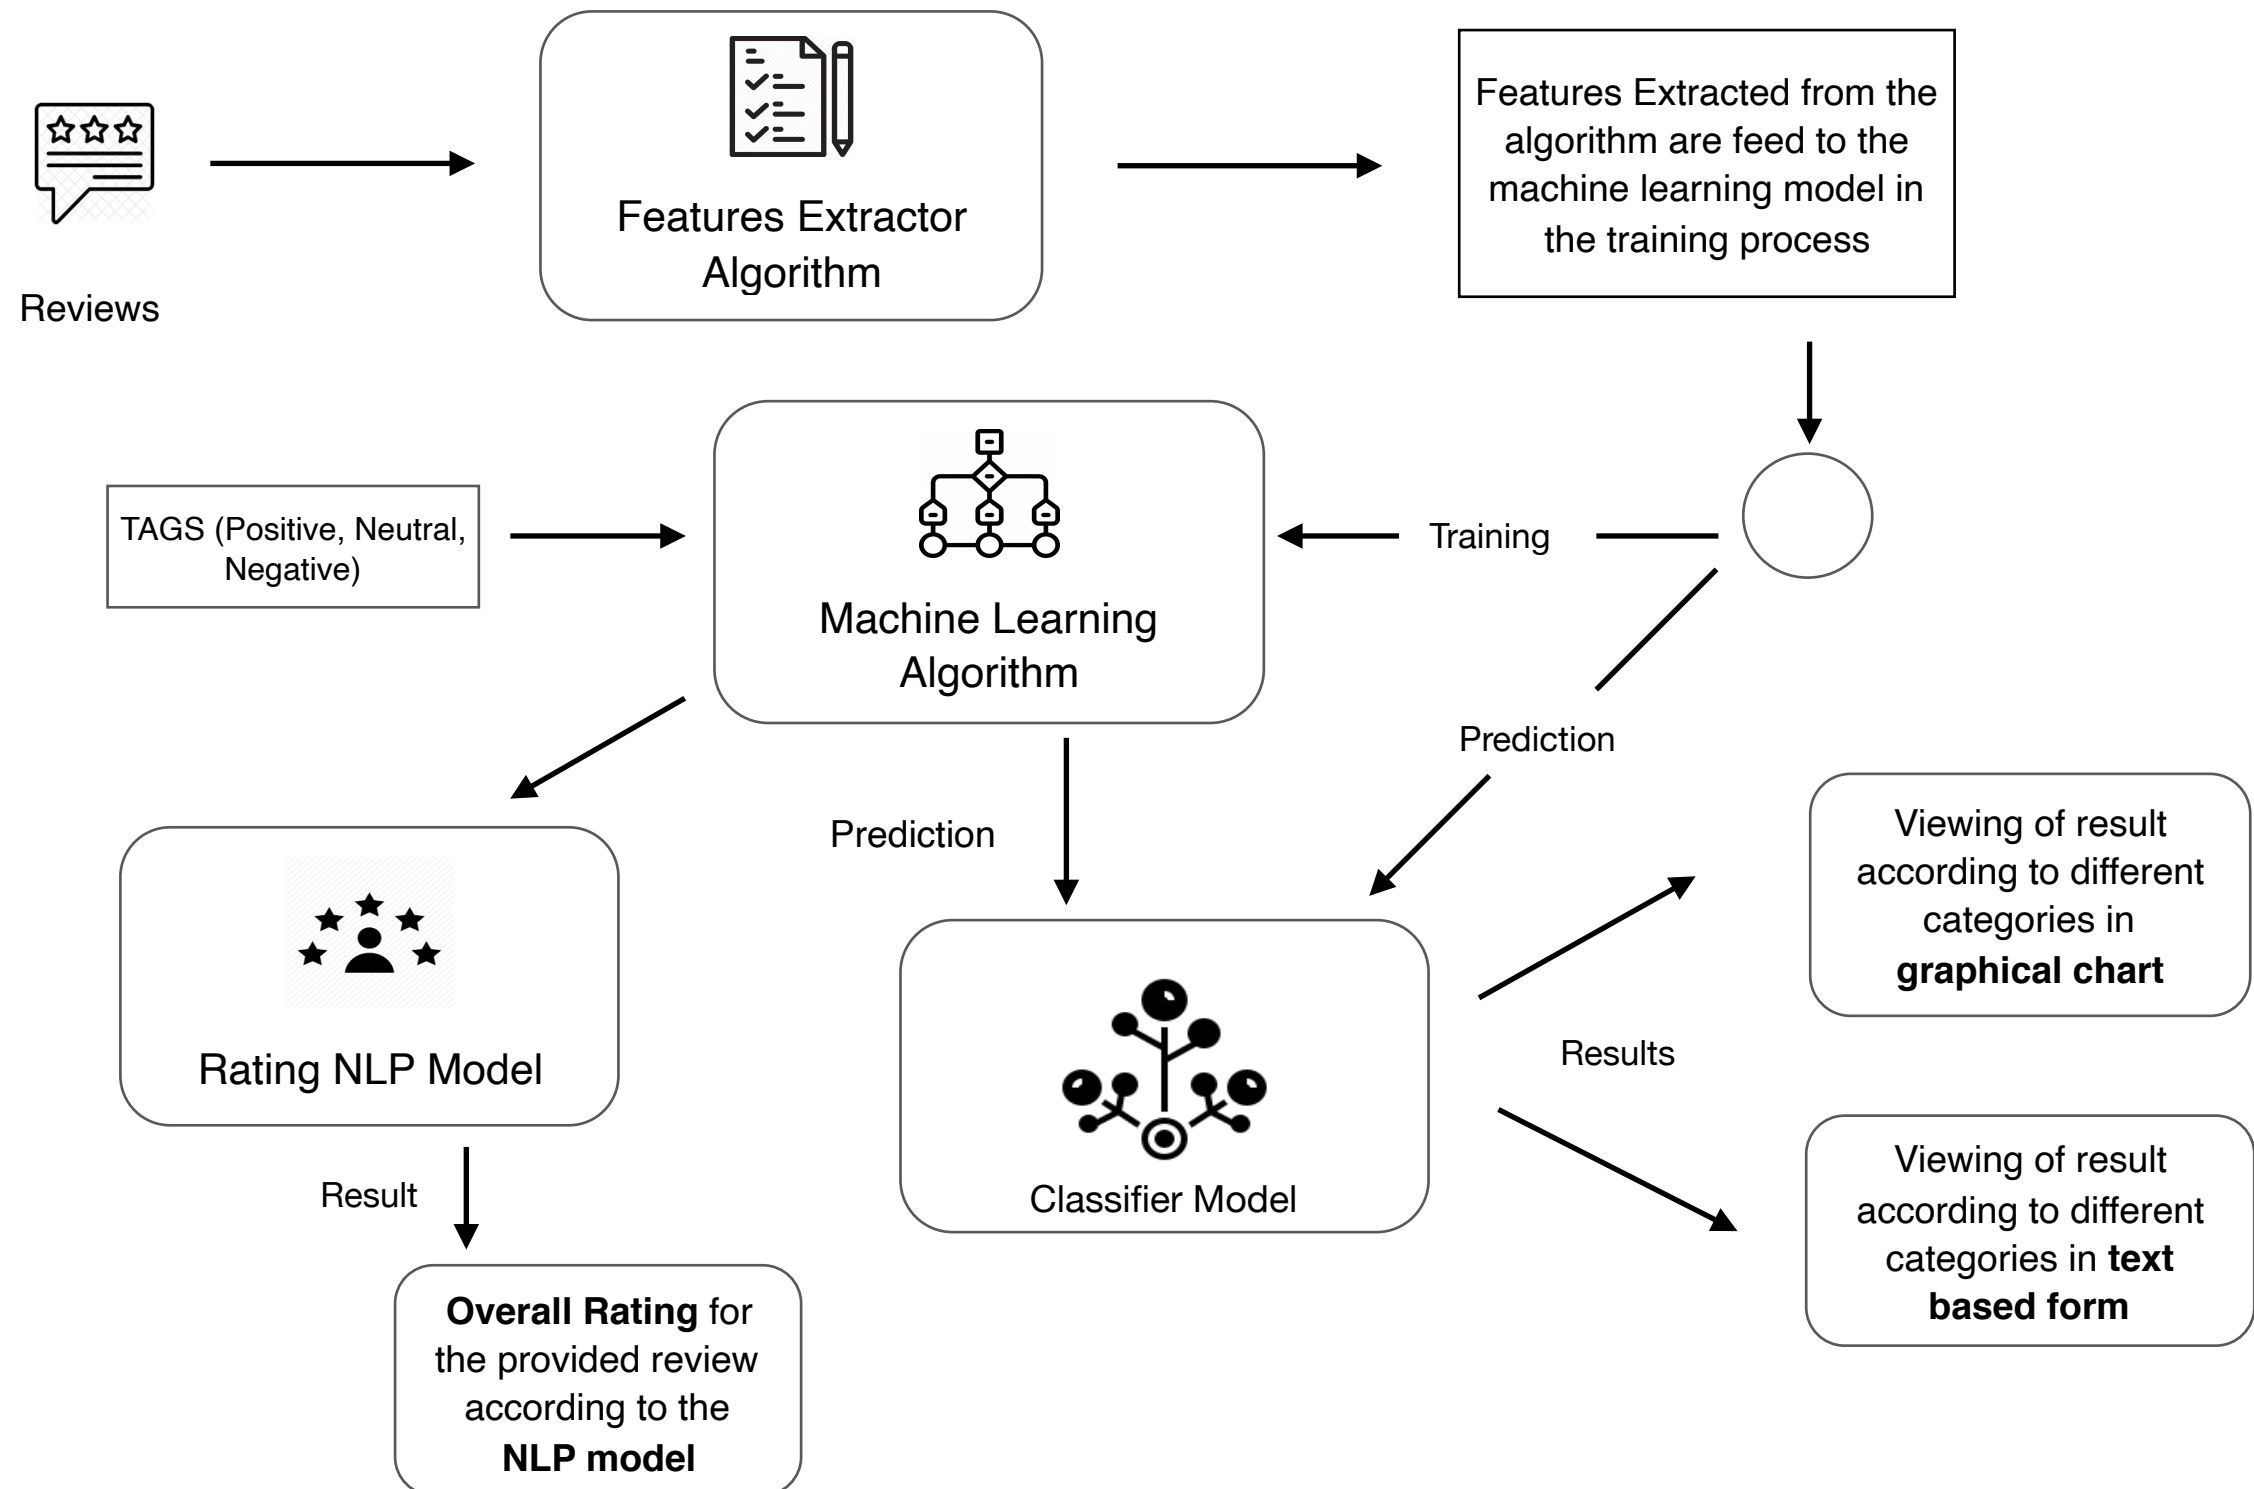 Reviews
Features Extractor
Algorithm
Features Extracted from the
algorithm are feed to the
machine learning model in
the training process
TAGS (Positive, Neutral,
Negative)
Machine Learning
Algorithm
Training
Prediction
Prediction
Rating NLP Model
Classifier Model
Viewing of result
according to different
categories in
graphical chart
Results
Viewing of result
according to different
categories in text
based form
Result
Overall Rating for
the provided review
according to the
NLP model